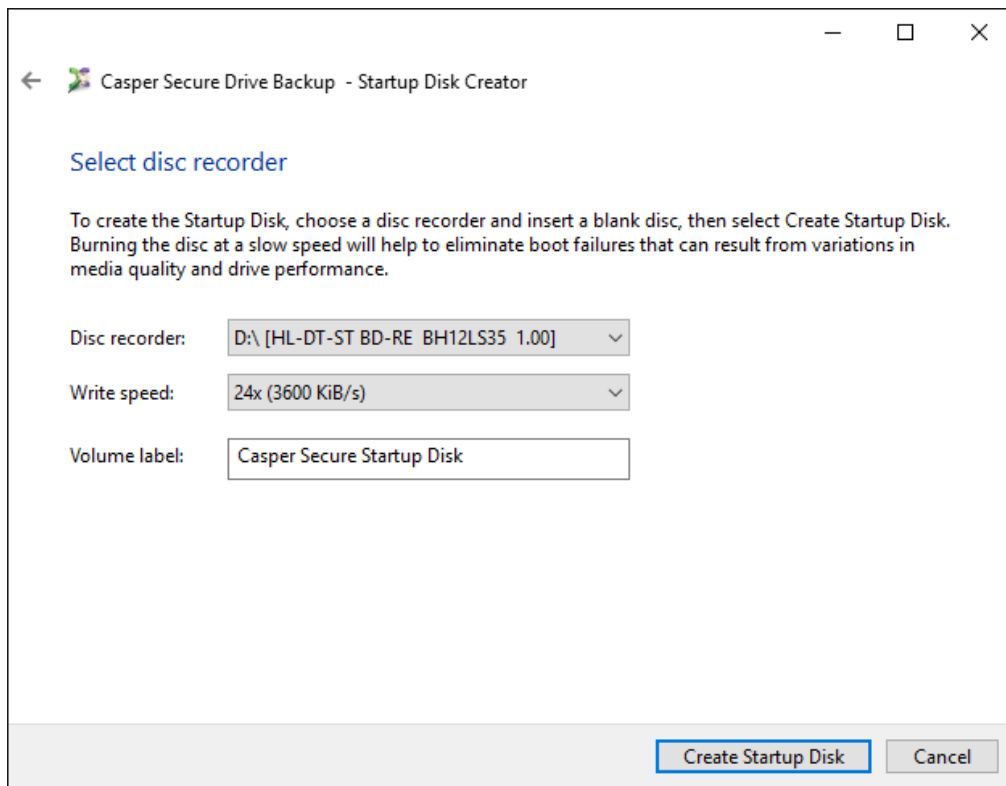 Casper Secure Drive Backup  - Startup Disk Creator
Select disc recorder
To create the Startup Disk, choose a disc recorder and insert a blank disc, then select Create Startup Disk.
Burning the disc at a slow speed will help to eliminate boot failures that can result from variations in
media quality and drive performance.
Disc recorder: D:\ [HL-DT-ST BD-RE  BH12LS35  1.00]
Write speed: 24x (3600 KiB/s)
Volume label: Casper Secure Startup Disk
Create Startup Disk Cancel